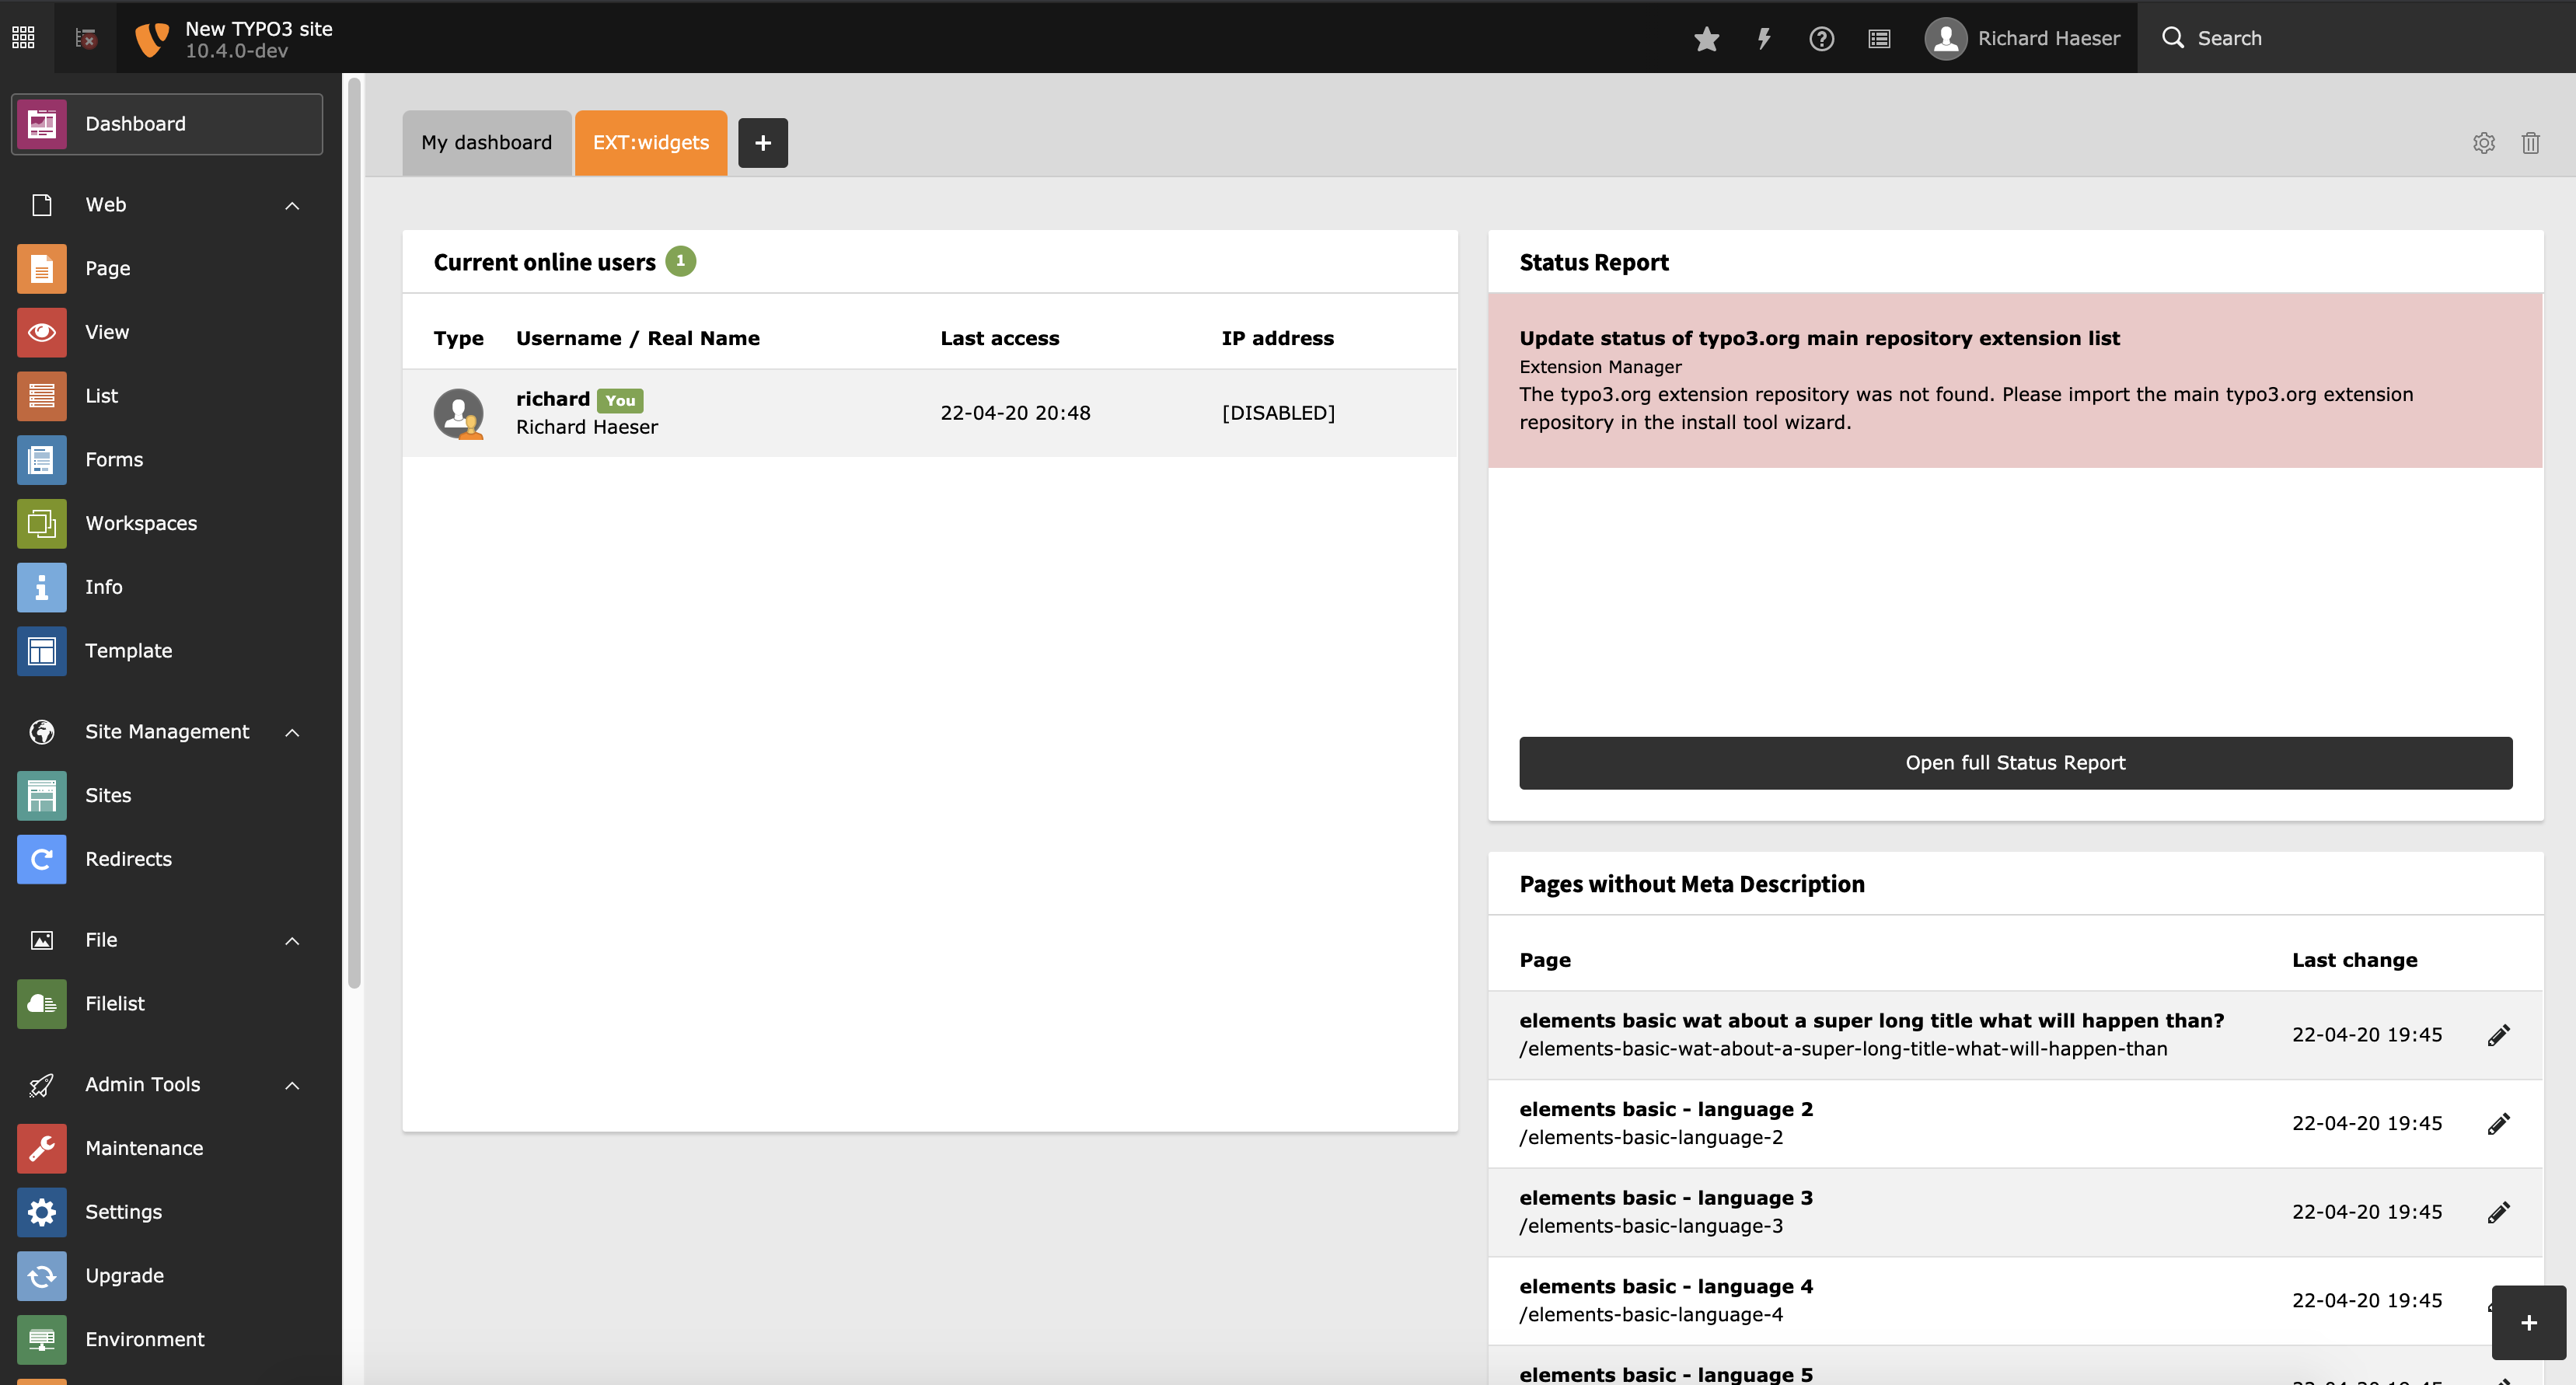 New TYPO3 site
10.4.0-dev
Richard Haeser
Search
Dashboard
Web
Page
View
List
Forms
Workspaces
Info
Template
Site Management
Sites
Redirects
File
Filelist
Admin Tools
Maintenance
Settings
Upgrade
Environment
My dashboard
EXT:widgets
+
Current online users 1
Type Username / Real Name Last access IP address
richard You
Richard Haeser
22-04-20 20:48
[DISABLED]
Status Report
Update status of typo3.org main repository extension list
Extension Manager
The typo3.org extension repository was not found. Please import the main typo3.org extension
repository in the install tool wizard.
Open full Status Report
Pages without Meta Description
Page Last change
elements basic wat about a super long title what will happen than?
/elements-basic-wat-about-a-super-long-title-what-will-happen-than
22-04-20 19:45
elements basic - language 2
/elements-basic-language-2
22-04-20 19:45
elements basic - language 3
/elements-basic-language-3
22-04-20 19:45
elements basic - language 4
/elements-basic-language-4
22-04-20 19:45
+
elements basic - language 5